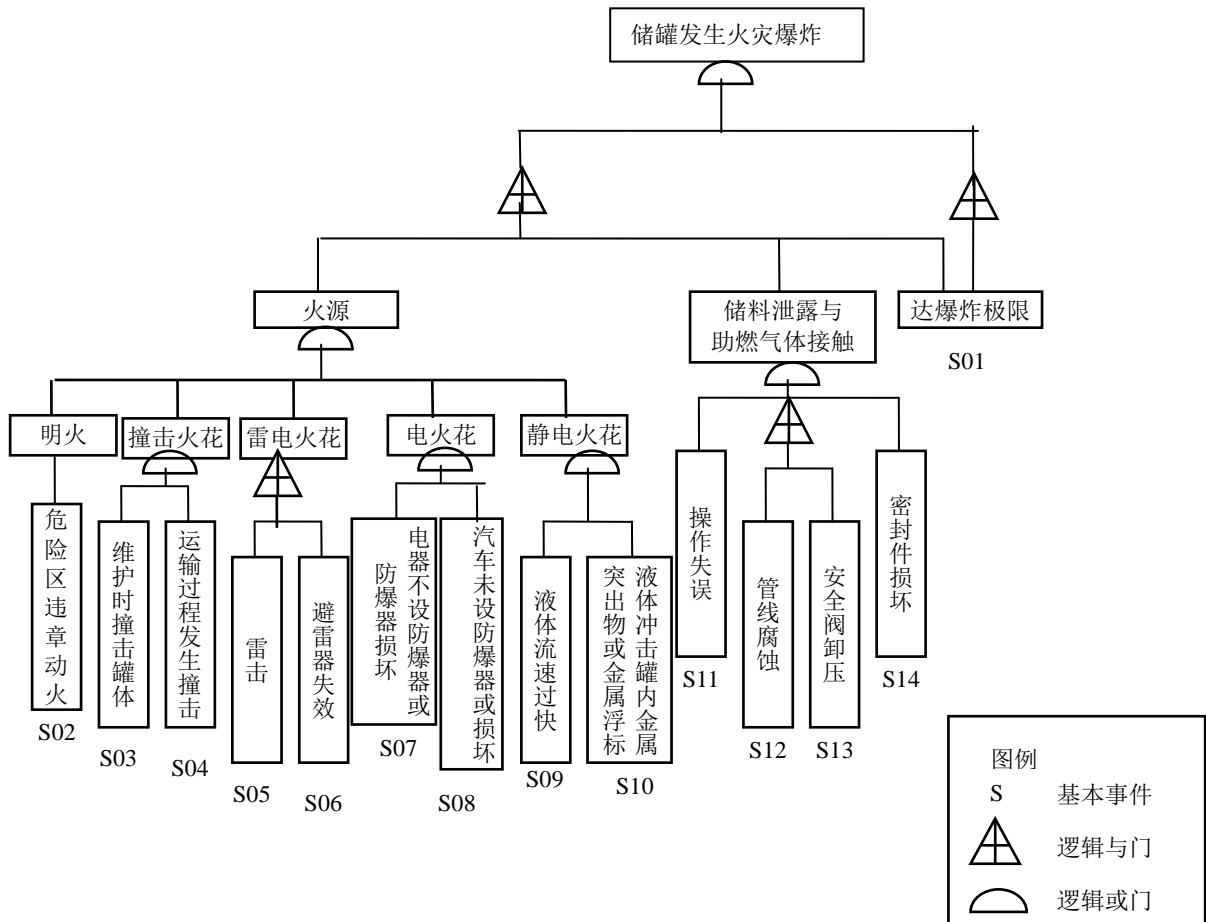 储罐发生火灾爆炸
火源
储料泄露与
助燃气体接触
达爆炸极限
S01
明火
撞击火花
雷电火花
电火花
静电火花
危险区违章动火
S02
维护时撞击罐体
S03
运输过程发生撞击
S04
雷击
S05
避雷器失效
S06
电器不设防爆器或
防爆器损坏
S07
汽车未设防爆器或损坏
S08
液体流速过快
S09
液体冲击罐内金属
突出物或金属浮标
S10
操作失误
S11
管线腐蚀
S12
安全阀卸压
S13
密封件损坏
S14
图例
S 基本事件
逻辑与门
逻辑或门